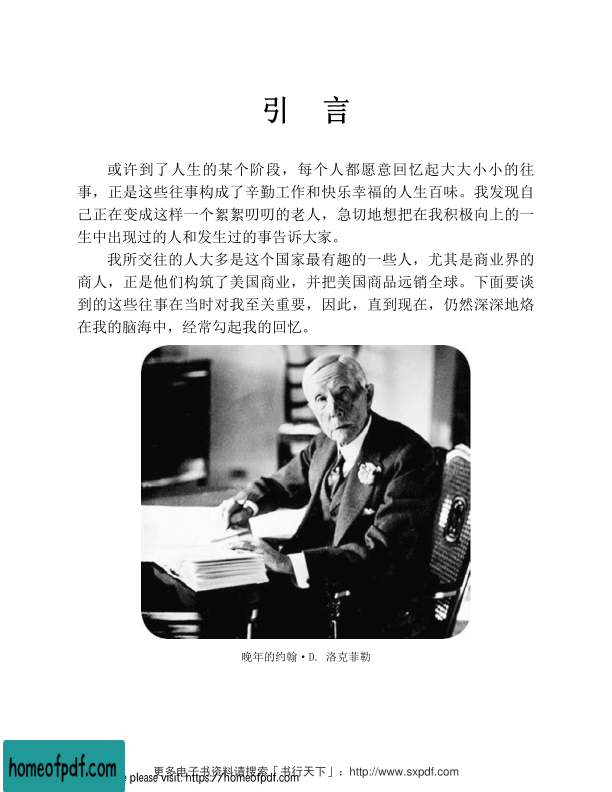 引 言
或许到了人生的某个阶段，每个人都愿意回忆起大大小小的往
事，正是这些往事构成了辛勤工作和快乐幸福的人生百味。我发现自
己正在变成这样一个絮絮叨叨的老人，急切地想把在我积极向上的一
生中出现过的人和发生过的事告诉大家。
我所交往的人大多是这个国家最有趣的一些人，尤其是商业界的
商人，正是他们构筑了美国商业，并把美国商品远销全球。下面要谈
到的这些往事在当时对我至关重要，因此，直到现在，仍然深深地烙
在我的脑海中，经常勾起我的回忆。
晚年的约翰·D. 洛克菲勒
更多电子书资料请搜索「书行天下」：http://www.sxpdf.com
homeofpdf.com
please visit: https://homeofpdf.com